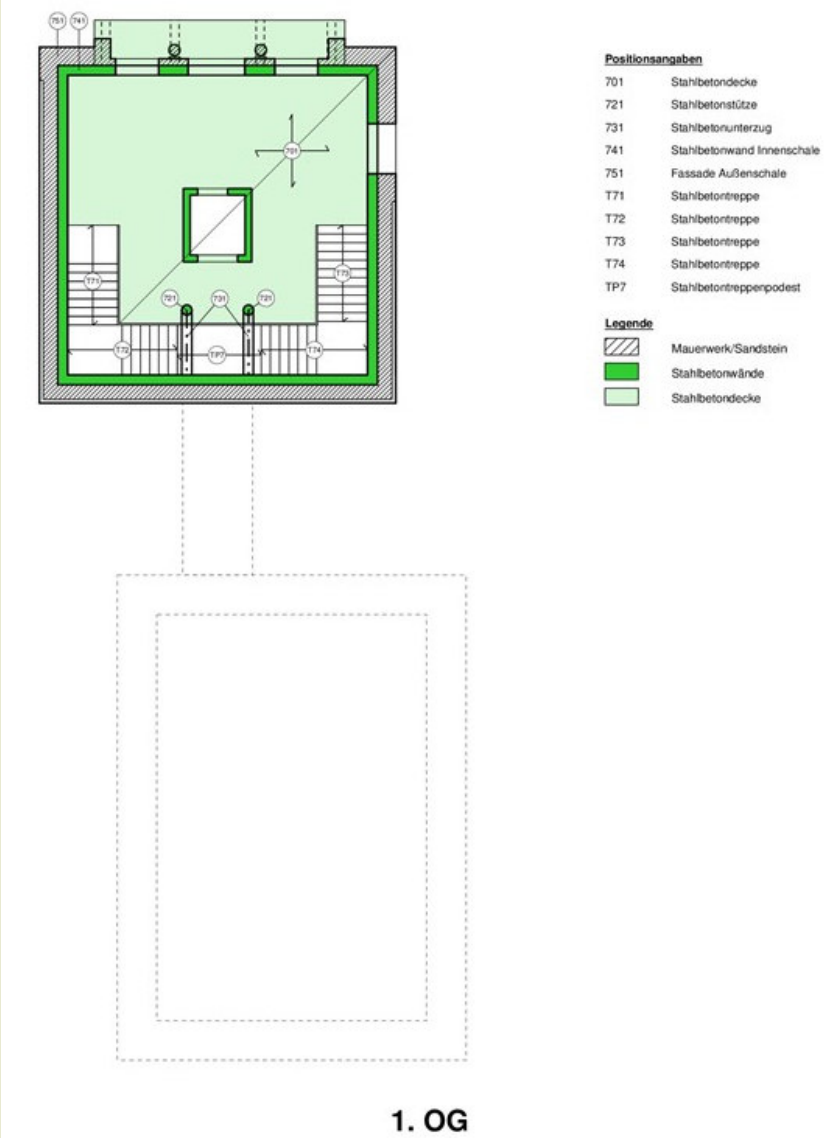 751 741
Positionsangaben
701 Stahlbetondecke
721 Stahlbetonstütze
731 Stahlbetonunterzug
741 Stahlbetonwand Innenschale
751 Fassade Außenschale
T71 Stahlbetontreppe
T72 Stahlbetontreppe
T73 Stahlbetontreppe
T74 Stahlbetontreppe
TP7 Stahlbetontreppenpodest
Legende
Mauerwerk/Sandstein
Stahlbetonwände
Stahlbetondecke
701
T71 T73
721 731 721
T72 TP7 T74
1. OG